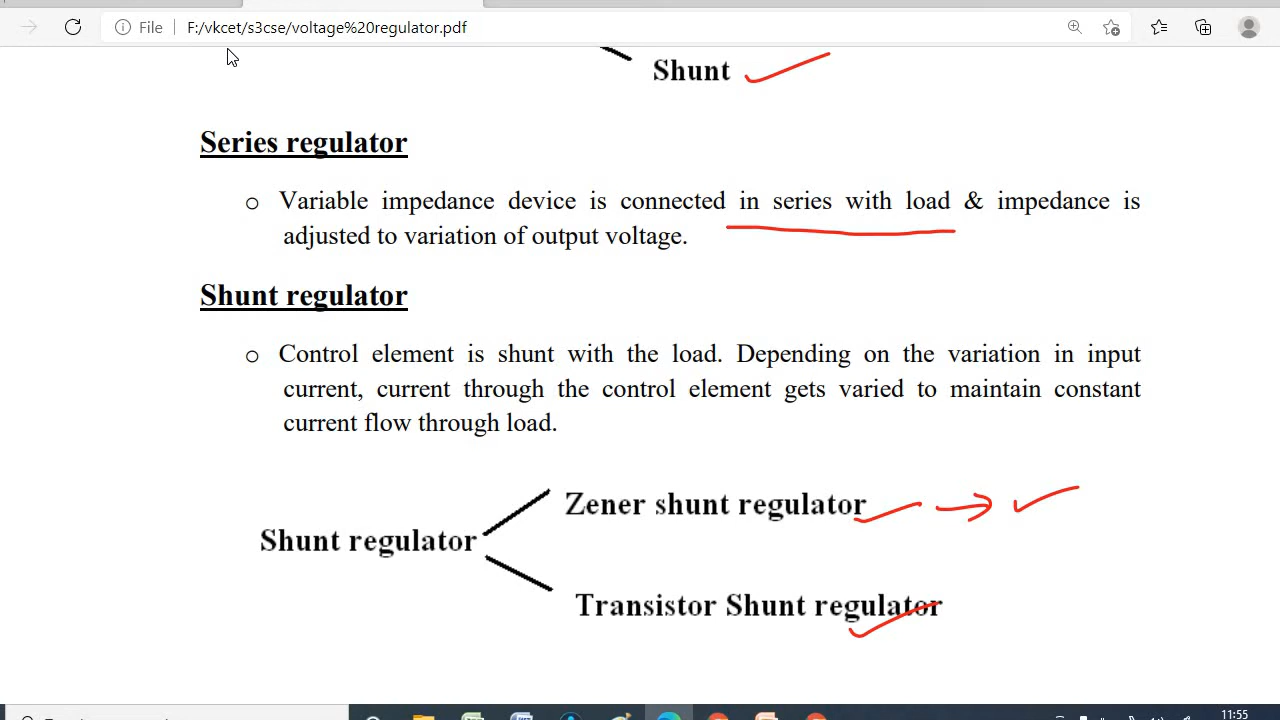 File F:/vkcet/s3cse/voltage%20regulator.pdf
Shunt
Series regulator
o Variable impedance device is connected in series with load & impedance is
adjusted to variation of output voltage.
Shunt regulator
o Control element is shunt with the load. Depending on the variation in input
current, current through the control element gets varied to maintain constant
current flow through load.
Zener shunt regulator
Shunt regulator
Transistor Shunt regulator
11:55